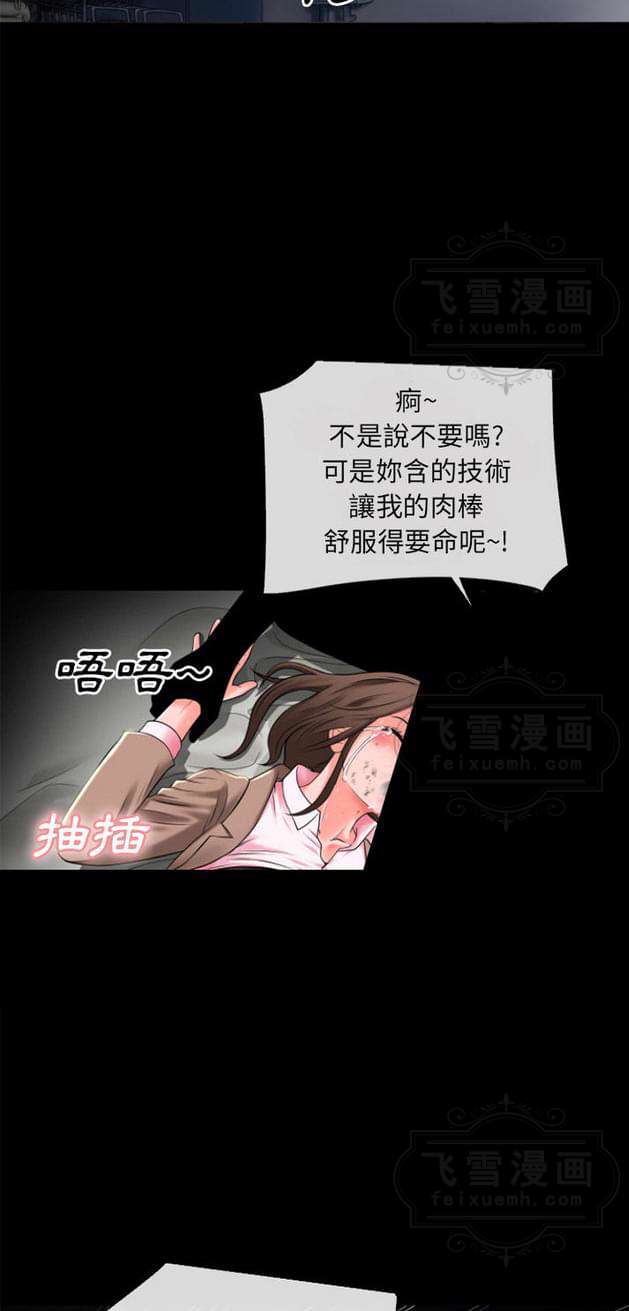 飞雪漫画
feixuemh.com
痾~
不是說不要嗎?
可是妳含的技術
讓我的肉棒
舒服得要命呢~!
唔唔~
飞雪漫画
feixuemh.com
抽插
飞雪漫画
feixuemh.com